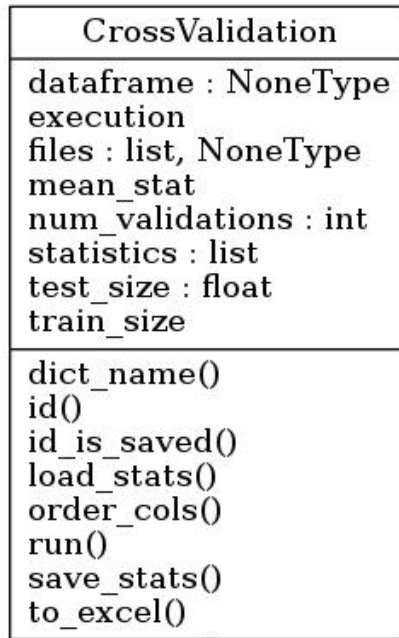 CrossValidation
dataframe : NoneType
execution
files : list, NoneType
mean_stat
num_validations : int
statistics : list
test_size : float
train_size
dict_name()
id()
id_is_saved()
load_stats()
order_cols()
run()
save_stats()
to_excel()